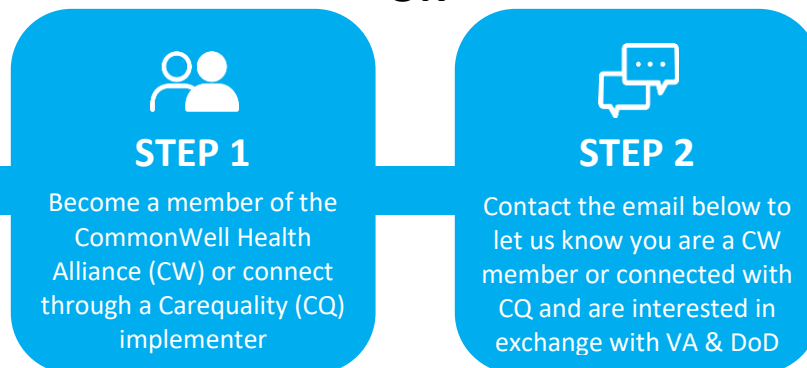 STEP 1
Become a member of the
CommonWell Health
Alliance (CW) or connect
through a Carequality (CQ)
implementer
STEP 2
Contact the email below to
let us know you are a CW
member or connected with
CQ and are interested in
exchange with VA & DoD